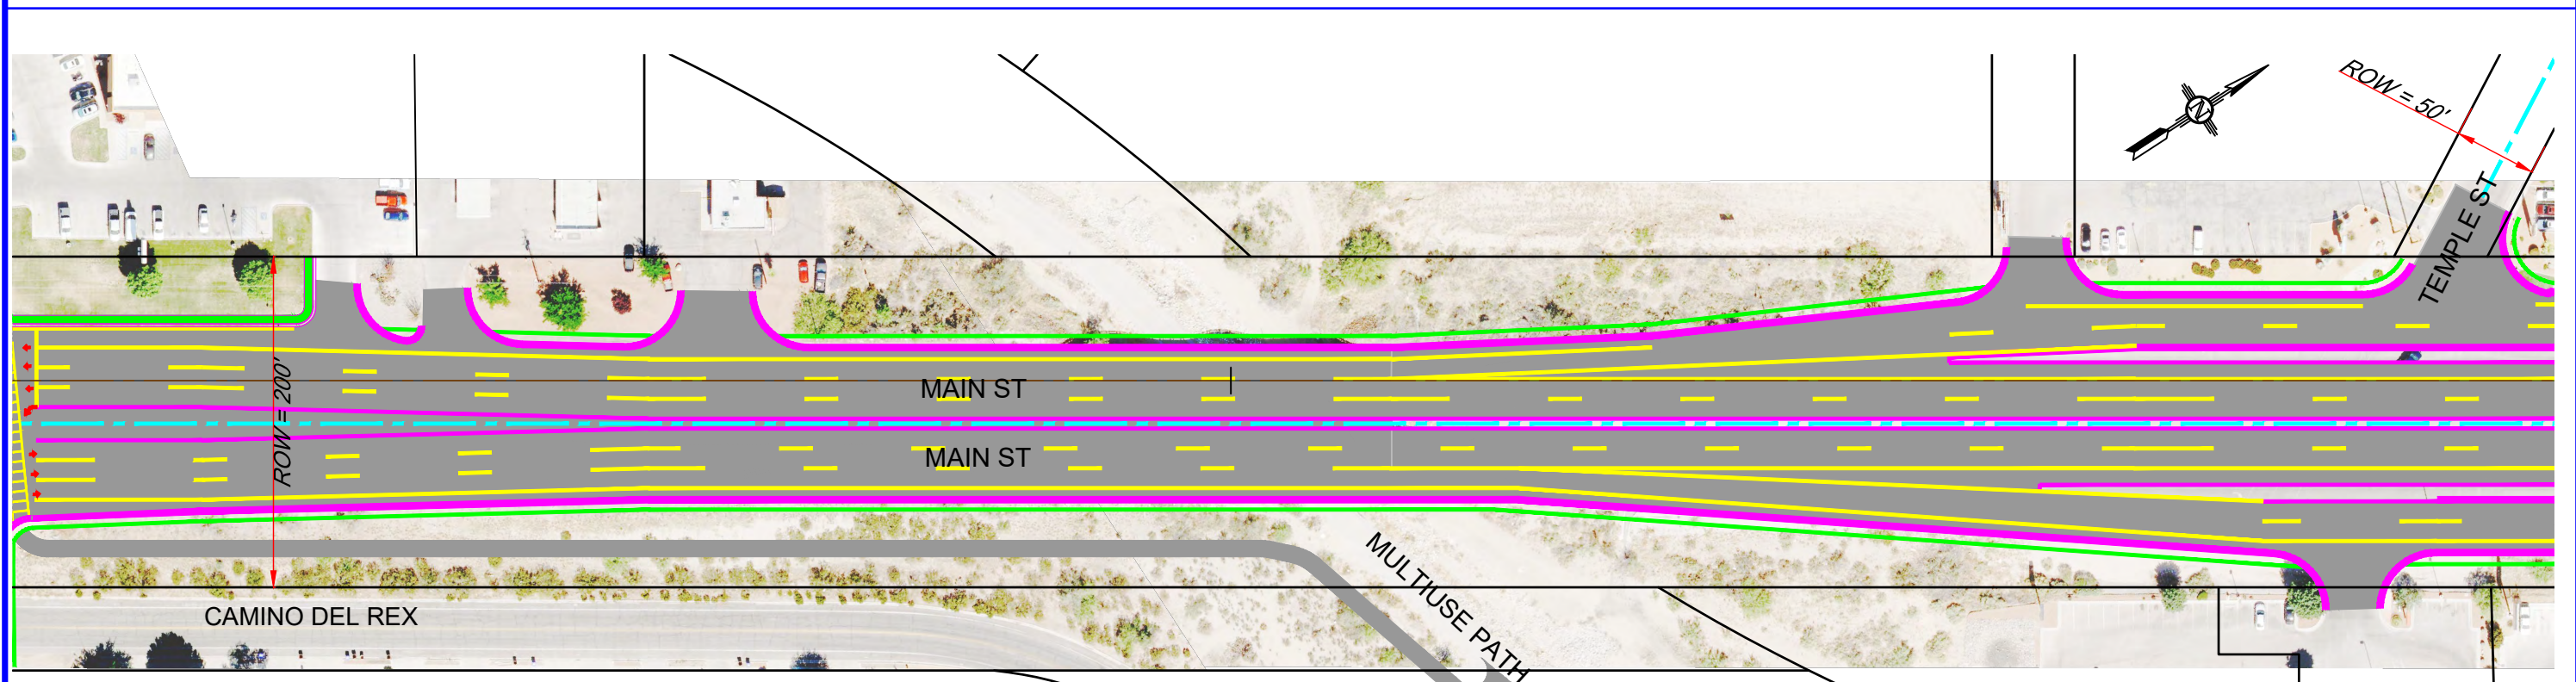 ROW = 50'
N
TEMPLE ST
ROW = 200'
MAIN ST
MAIN ST
MULTIUSE PATH
CAMINO DEL REX